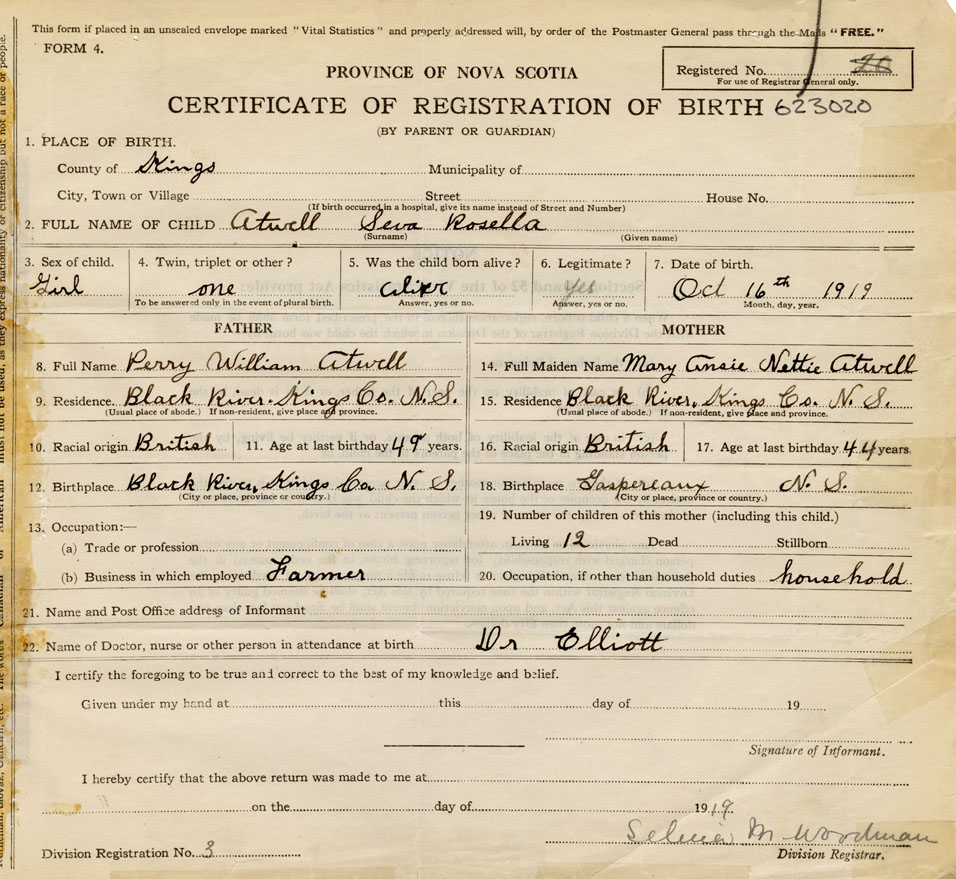 This form if placed in an unsealed envelope marked "Vital Statistics" and properly addressed will, by order of the Postmaster General pass through the Mails "FREE."
FORM 4.
Registered No. 26
For use of Registrar General only.
PROVINCE OF NOVA SCOTIA
CERTIFICATE OF REGISTRATION OF BIRTH 623020
(BY PARENT OR GUARDIAN)
1. PLACE OF BIRTH.
County of Kings Municipality of
City, Town or Village Street House No.
(If birth occurred in a hospital, give its name instead of Street and Number)
2. FULL NAME OF CHILD Atwell Seva Rosella
(Surname) (Given name)
3. Sex of child. 4. Twin, triplet or other? 5. Was the child born alive? 6. Legitimate? 7. Date of birth.
Girl one alive yes Oct 16th 1919
To be answered only in the event of plural birth. Answer, yes or no. Answer, yes or no. Month, day, year.
FATHER MOTHER
8. Full Name Perry William Atwell 14. Full Maiden Name Mary Nettie Atwell
9. Residence. Black River. Kings Co. N.S. 15. Residence Black River, Kings Co. N. S.
(Usual place of abode.) If non-resident, give place and province. (Usual place of abode.) If non-resident, give place and province.
10. Racial origin British 11. Age at last birthday 49 years. 16. Racial origin British 17. Age at last birthday 44 years.
12. Birthplace Black River, Kings Co N. S. 18. Birthplace Gaspereaux N. S.
(City or place, province or country.) (City or place, province or country.)
19. Number of children of this mother (including this child.)
13. Occupation:—
(a) Trade or profession Living 12 Dead Stillborn
(b) Business in which employed Farmer 20. Occupation, if other than household duties household
21. Name and Post Office address of Informant
22. Name of Doctor, nurse or other person in attendance at birth Dr Elliott
I certify the foregoing to be true and correct to the best of my knowledge and belief.
Given under my hand at this day of 19
Signature of Informant.
I hereby certify that the above return was made to me at
on the day of 1919
M Woodman
Division Registration No. 3 Division Registrar.